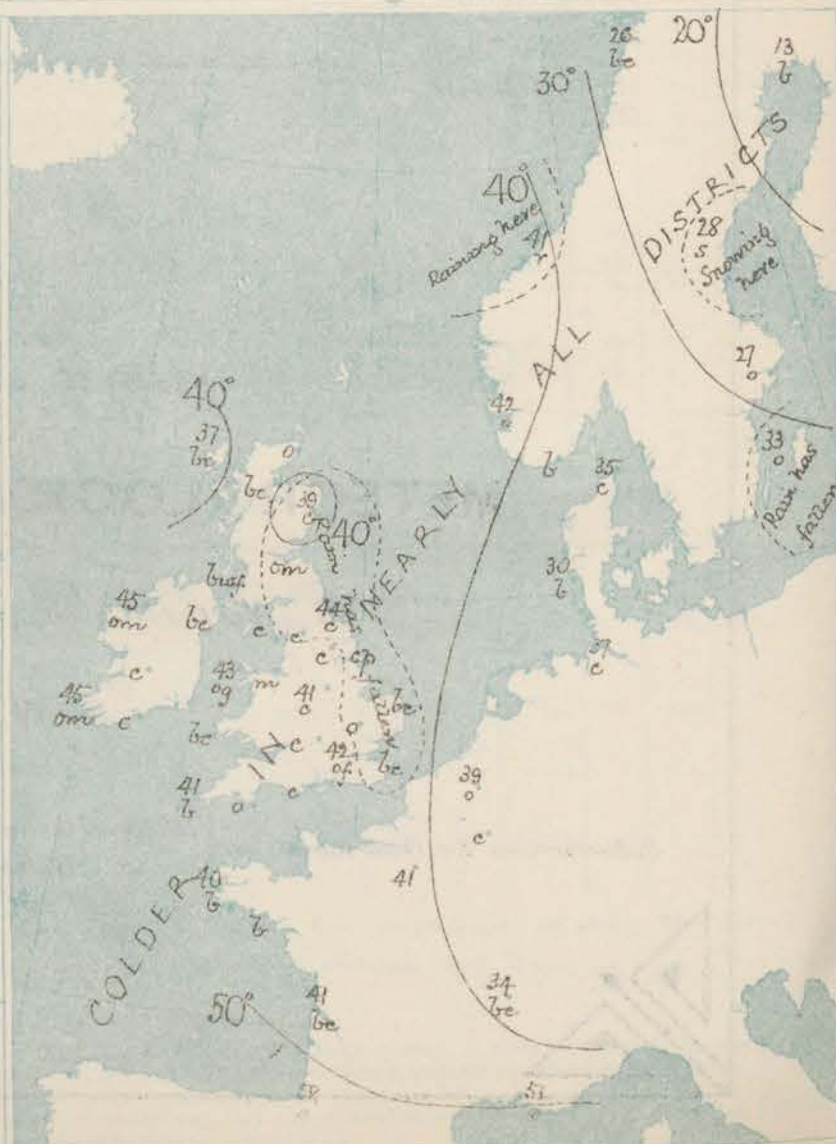 26
bc
20°
13
b
30°
40°
Raining here
DISTRICTS
28
s
Snowing
here
ALL
27
o
42
o
40°
37
bc
o
b
35
c
33
o
Rain has
fallen
bc
39
c
40°
Rain
has
fallen
NEARLY
om
30
b
45
om
bc
44
c
c
c
37
c
c
c
cp
43
og
m
41
c
45
om
c
bc
bc
o
IN
c
42
of
bc
41
b
o
c
39
o
c
COLDER
40
b
41
b
50°
41
bc
34
bc
51